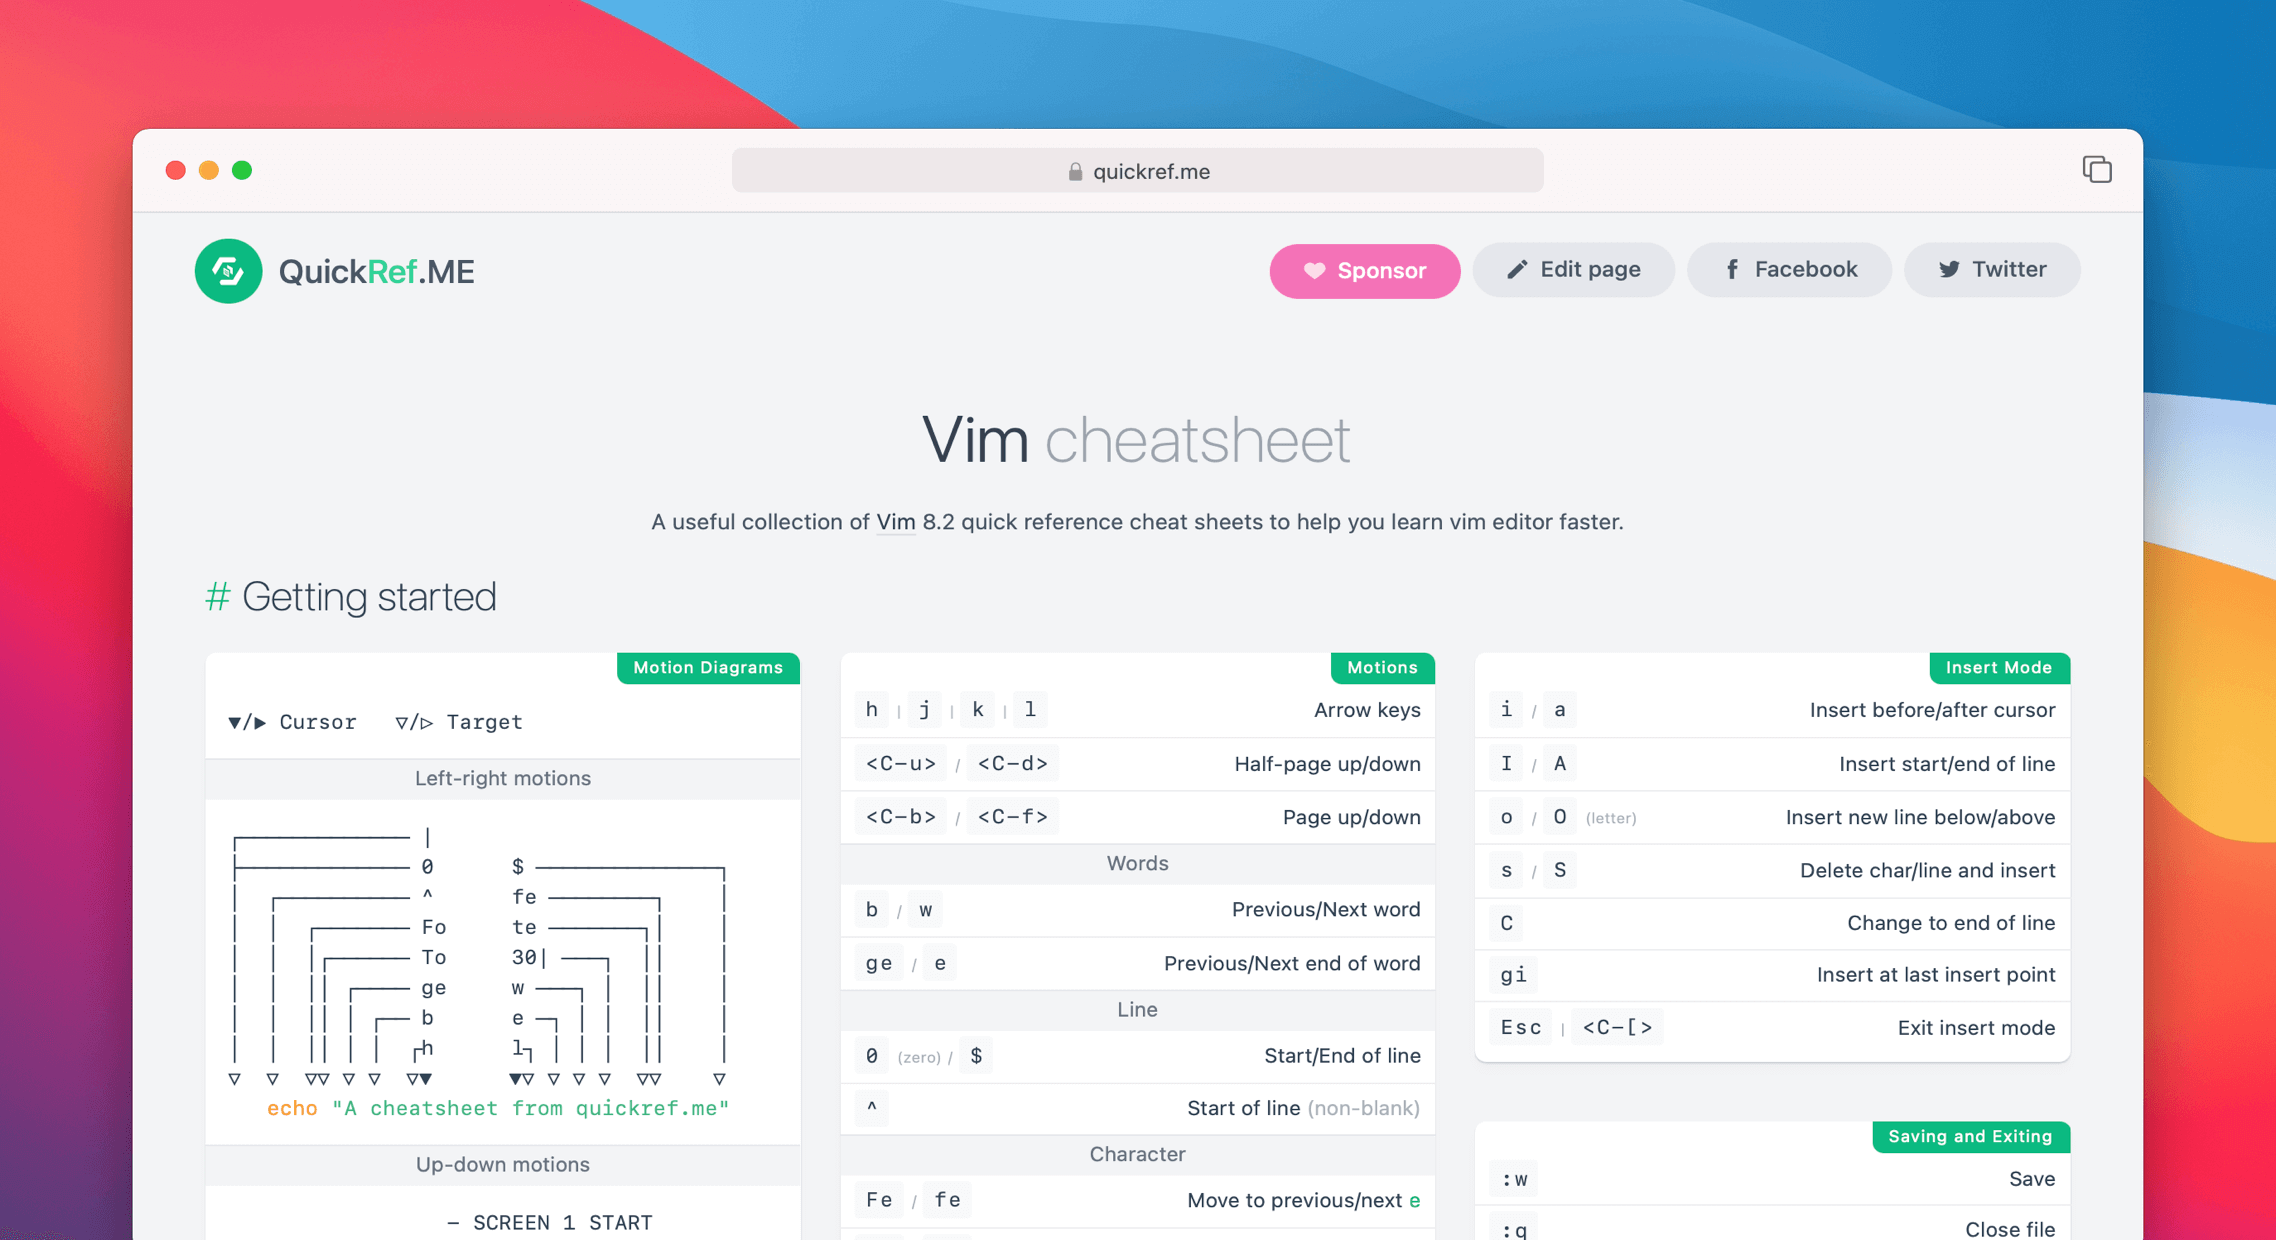 quickref.me
QuickRef.ME
Sponsor
Edit page
Facebook
Twitter
Vim cheatsheet
A useful collection of Vim 8.2 quick reference cheat sheets to help you learn vim editor faster.
# Getting started
Motion Diagrams
▼/▶ Cursor ▽/▷ Target
Left-right motions
|
0 $
^ fe
Fo te
To 30|
ge w
b e
h l
echo "A cheatsheet from quickref.me"
Up-down motions
- SCREEN 1 START
Motions
h | j | k | l Arrow keys
<C-u> / <C-d> Half-page up/down
<C-b> / <C-f> Page up/down
Words
b / w Previous/Next word
ge / e Previous/Next end of word
Line
0 (zero) / $ Start/End of line
^ Start of line (non-blank)
Character
Fe / fe Move to previous/next e
Insert Mode
i / a Insert before/after cursor
I / A Insert start/end of line
o / O (letter) Insert new line below/above
s / S Delete char/line and insert
C Change to end of line
gi Insert at last insert point
Esc | <C-[> Exit insert mode
Saving and Exiting
:w Save
:q Close file